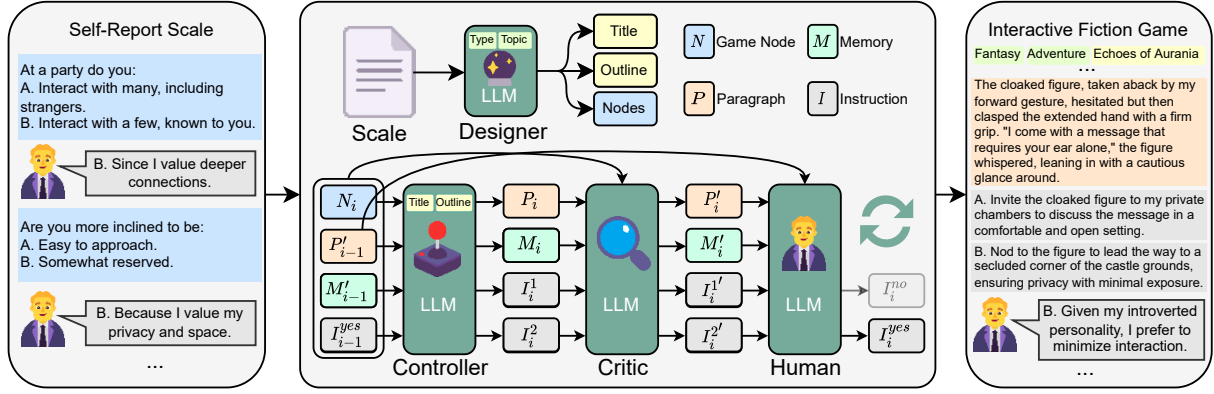 Self-Report Scale
At a party do you:
A. Interact with many, including
strangers.
B. Interact with a few, known to you.
B. Since I value deeper
connections.
Are you more inclined to be:
A. Easy to approach.
B. Somewhat reserved.
B. Because I value my
privacy and space.
...
Scale
Type Topic
LLM
Designer
Title
Outline
Nodes
N Game Node
M Memory
P Paragraph
I Instruction
N_i
P'_{i-1}
M'_{i-1}
I^{yes}_{i-1}
Title Outline
LLM
Controller
P_i
M_i
I^1_i
I^2_i
LLM
Critic
P'_i
M'_i
I^{1'}_i
I^{2'}_i
LLM
Human
I^{no}_i
I^{yes}_i
Interactive Fiction Game
Fantasy Adventure Echoes of Aurania
...
The cloaked figure, taken aback by my
forward gesture, hesitated but then
clasped the extended hand with a firm
grip. "I come with a message that
requires your ear alone," the figure
whispered, leaning in with a cautious
glance around.
A. Invite the cloaked figure to my private
chambers to discuss the message in a
comfortable and open setting.
B. Nod to the figure to lead the way to a
secluded corner of the castle grounds,
ensuring privacy with minimal exposure.
B. Given my introverted
personality, I prefer to
minimize interaction.
...